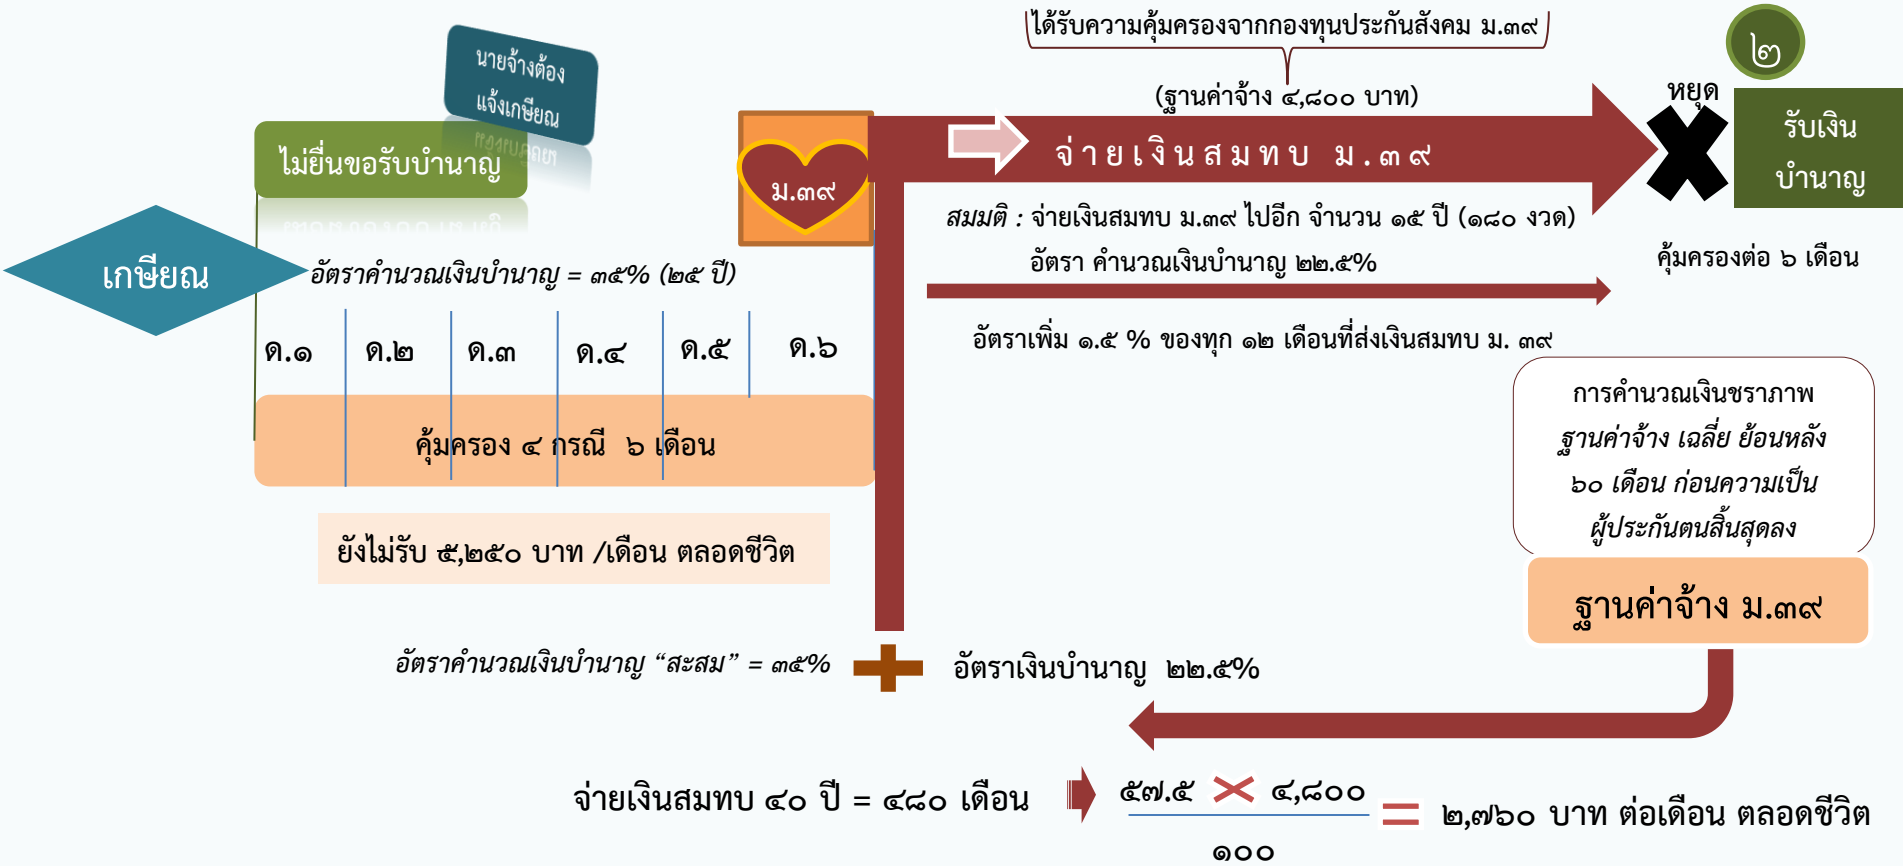 ได้รับความคุ้มครองจากกองทุนประกันสังคม ม.๓๙
(ฐานค่าจ้าง ๔,๘๐๐ บาท)
๒
นายจ้างต้อง
แจ้งเกษียณ
ไม่ยื่นขอรับบำนาญ
ม.๓๙
จ่ายเงินสมทบ ม.๓๙
หยุด
รับเงิน
บำนาญ
สมมติ : จ่ายเงินสมทบ ม.๓๙ ไปอีก จำนวน ๑๕ ปี (๑๘๐ งวด)
อัตรา คำนวณเงินบำนาญ ๒๒.๕%
คุ้มครองต่อ ๖ เดือน
เกษียณ
อัตราคำนวณเงินบำนาญ = ๓๕% (๒๕ ปี)
ด.๑ ด.๒ ด.๓ ด.๔ ด.๕ ด.๖
อัตราเพิ่ม ๑.๕ % ของทุก ๑๒ เดือนที่ส่งเงินสมทบ ม. ๓๙
คุ้มครอง ๔ กรณี ๖ เดือน
การคำนวณเงินชราภาพ
ฐานค่าจ้าง เฉลี่ย ย้อนหลัง
๖๐ เดือน ก่อนความเป็น
ผู้ประกันตนสิ้นสุดลง
ยังไม่รับ ๕,๒๕๐ บาท /เดือน ตลอดชีวิต
ฐานค่าจ้าง ม.๓๙
อัตราคำนวณเงินบำนาญ “สะสม” = ๓๕%
อัตราเงินบำนาญ ๒๒.๕%
จ่ายเงินสมทบ ๔๐ ปี = ๔๘๐ เดือน
๕๗.๕ × ๔,๘๐๐
๑๐๐
= ๒,๗๖๐ บาท ต่อเดือน ตลอดชีวิต